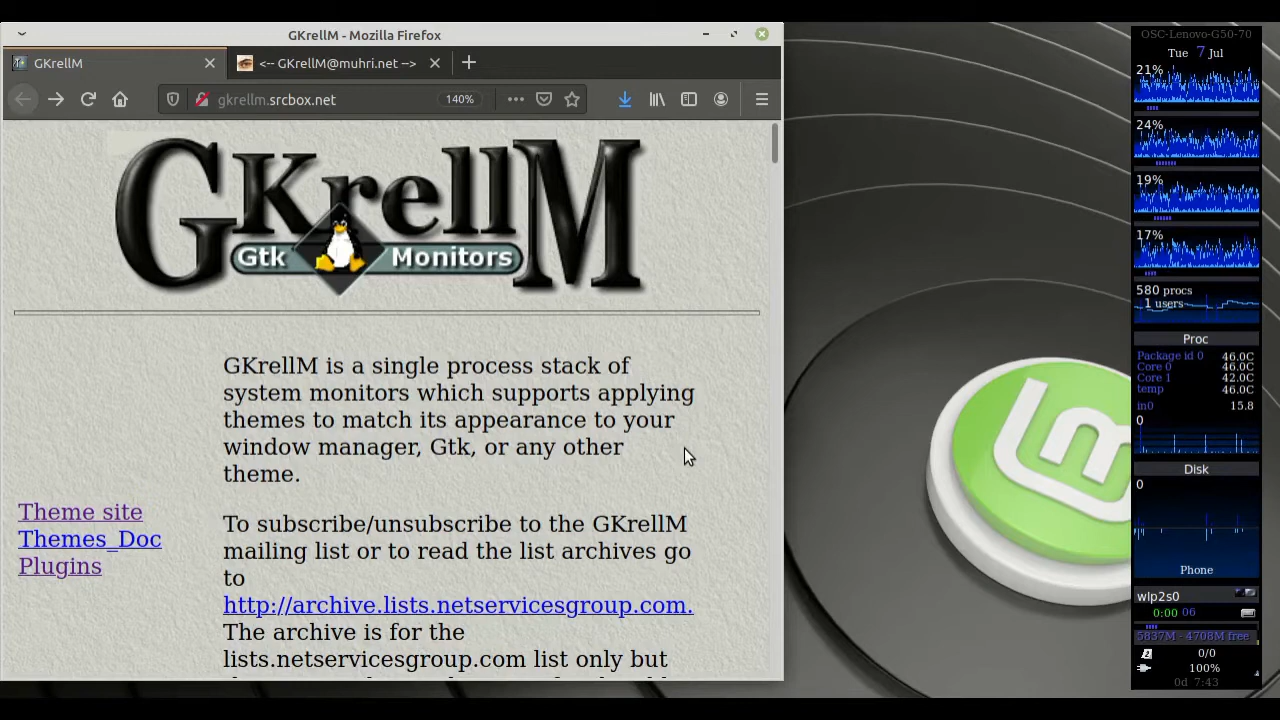 GKrellM - Mozilla Firefox
GKrellM
<-- GKrellM@muhri.net -->
gkrellm.srcbox.net
140%
GKrellM
Gtk Monitors
GKrellM is a single process stack of
system monitors which supports applying
themes to match its appearance to your
window manager, Gtk, or any other
theme.
Theme site
Themes_Doc
Plugins
To subscribe/unsubscribe to the GKrellM
mailing list or to read the list archives go
to
http://archive.lists.netservicesgroup.com.
The archive is for the
lists.netservicesgroup.com list only but
OSC-Lenovo-G50-70
Tue 7 Jul
21%
24%
19%
17%
580 procs
1 users
Proc
Package id 0 46.0C
Core 0 46.0C
Core 1 42.0C
temp 46.0C
in0 15.8
0
Disk
0
Phone
wlp2s0
0:00 06
5837M - 4708M free
2 0/0
100%
0d 7:43